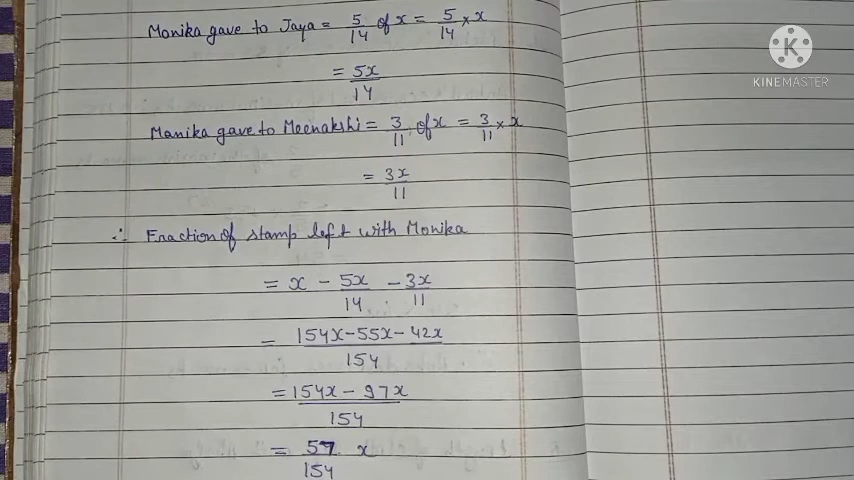 Monika gave to Jaya = 5/14 of x = 5/14 × x
= 5x/14
Manika gave to Meenakshi = 3/11 of x = 3/11 × x
= 3x/11
∴ Fraction of stamp left with Monika
= x - 5x/14 - 3x/11
= 154x-55x-42x/154
= 154x - 97x/154
= 57/154 x
K
KINEMASTER